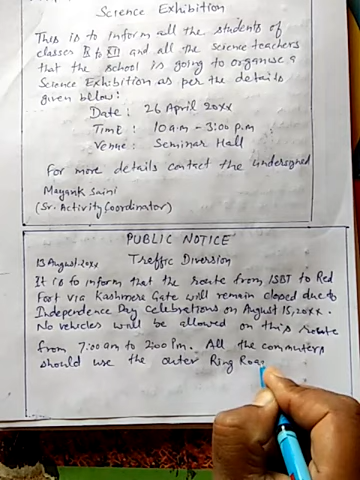 Science Exhibition
This is to inform all the students of
classes IX to XII and all the science teachers
that the school is going to organise a
Science Exhibition as per the details
given bllow:
Date : 26 April 20xx
Time : 10 a.m - 3:00 p.m
Venue : Seminar Hall
For more details contact the undersigned
Mayank Saini
(Sr. Activity Coordinator)
PUBLIC NOTICE
13 August 20xx Traffic Diversion
It is to inform that the route from ISBT to Red
Fort via Kashmere Gate will remain closed due to
Independence Day celebrations on August 15, 20xx.
No vehicles will be allowed on this route
from 7:00 am to 2:00 Pm. All the commuters
should use the outer Ring Roa